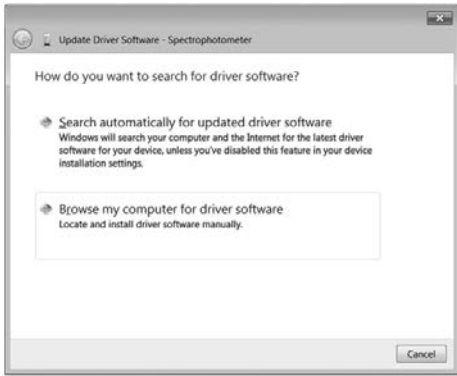 Update Driver Software - Spectrophotometer
How do you want to search for driver software?
Search automatically for updated driver software
Windows will search your computer and the Internet for the latest driver
software for your device, unless you've disabled this feature in your device
installation settings.
Browse my computer for driver software
Locate and install driver software manually.
Cancel